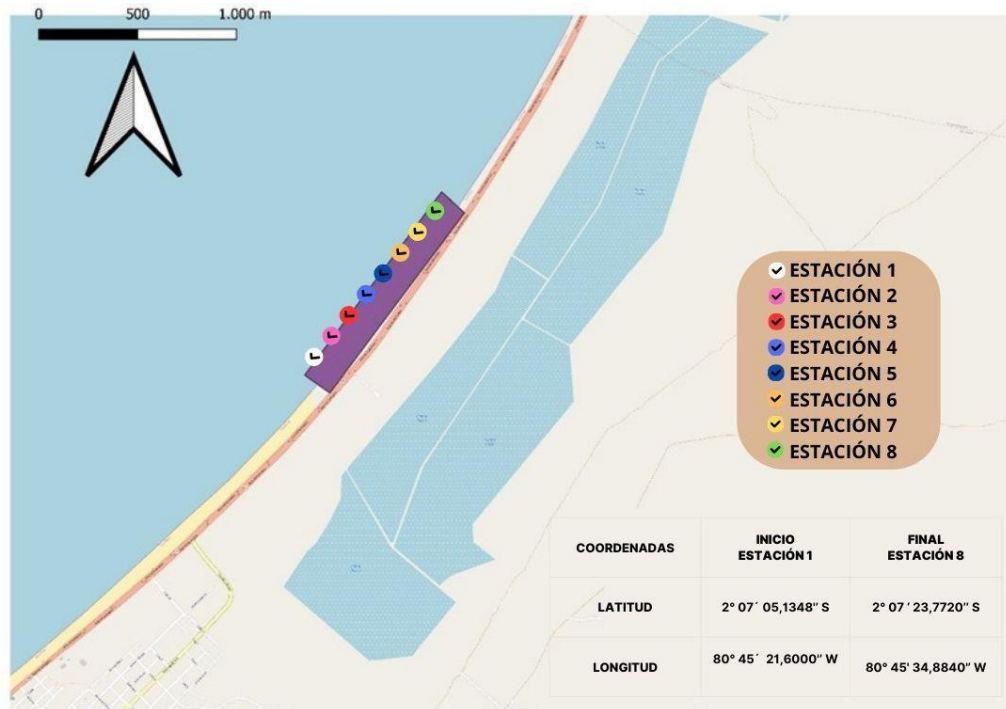 0 500 1.000 m
ESTACIÓN 1
ESTACIÓN 2
ESTACIÓN 3
ESTACIÓN 4
ESTACIÓN 5
ESTACIÓN 6
ESTACIÓN 7
ESTACIÓN 8
COORDENADAS
INICIO
ESTACIÓN 1
FINAL
ESTACIÓN 8
LATITUD
2° 07´ 05,1348'' S
2° 07 ' 23,7720'' S
LONGITUD
80° 45´ 21,6000'' W
80° 45' 34,8840'' W